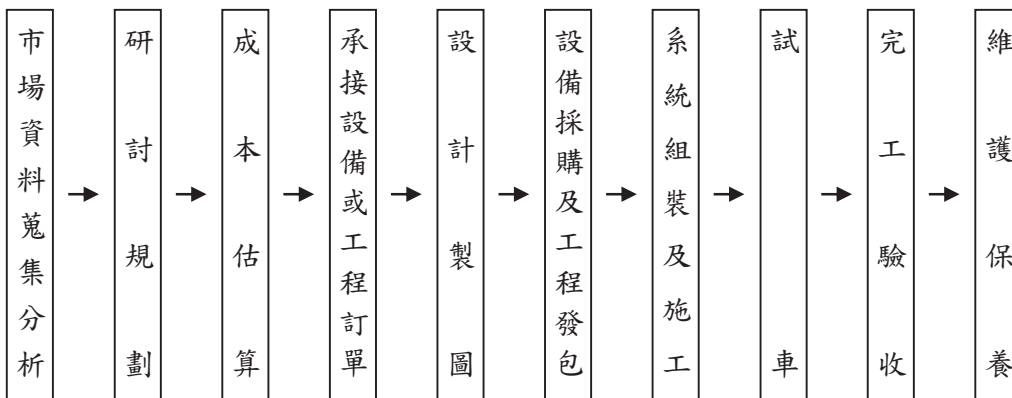 市場資料蒐集分析
研討規劃
成本估算
承接設備或工程訂單
設計製圖
設備採購及工程發包
系統組裝及施工
試車
完工驗收
維護保養